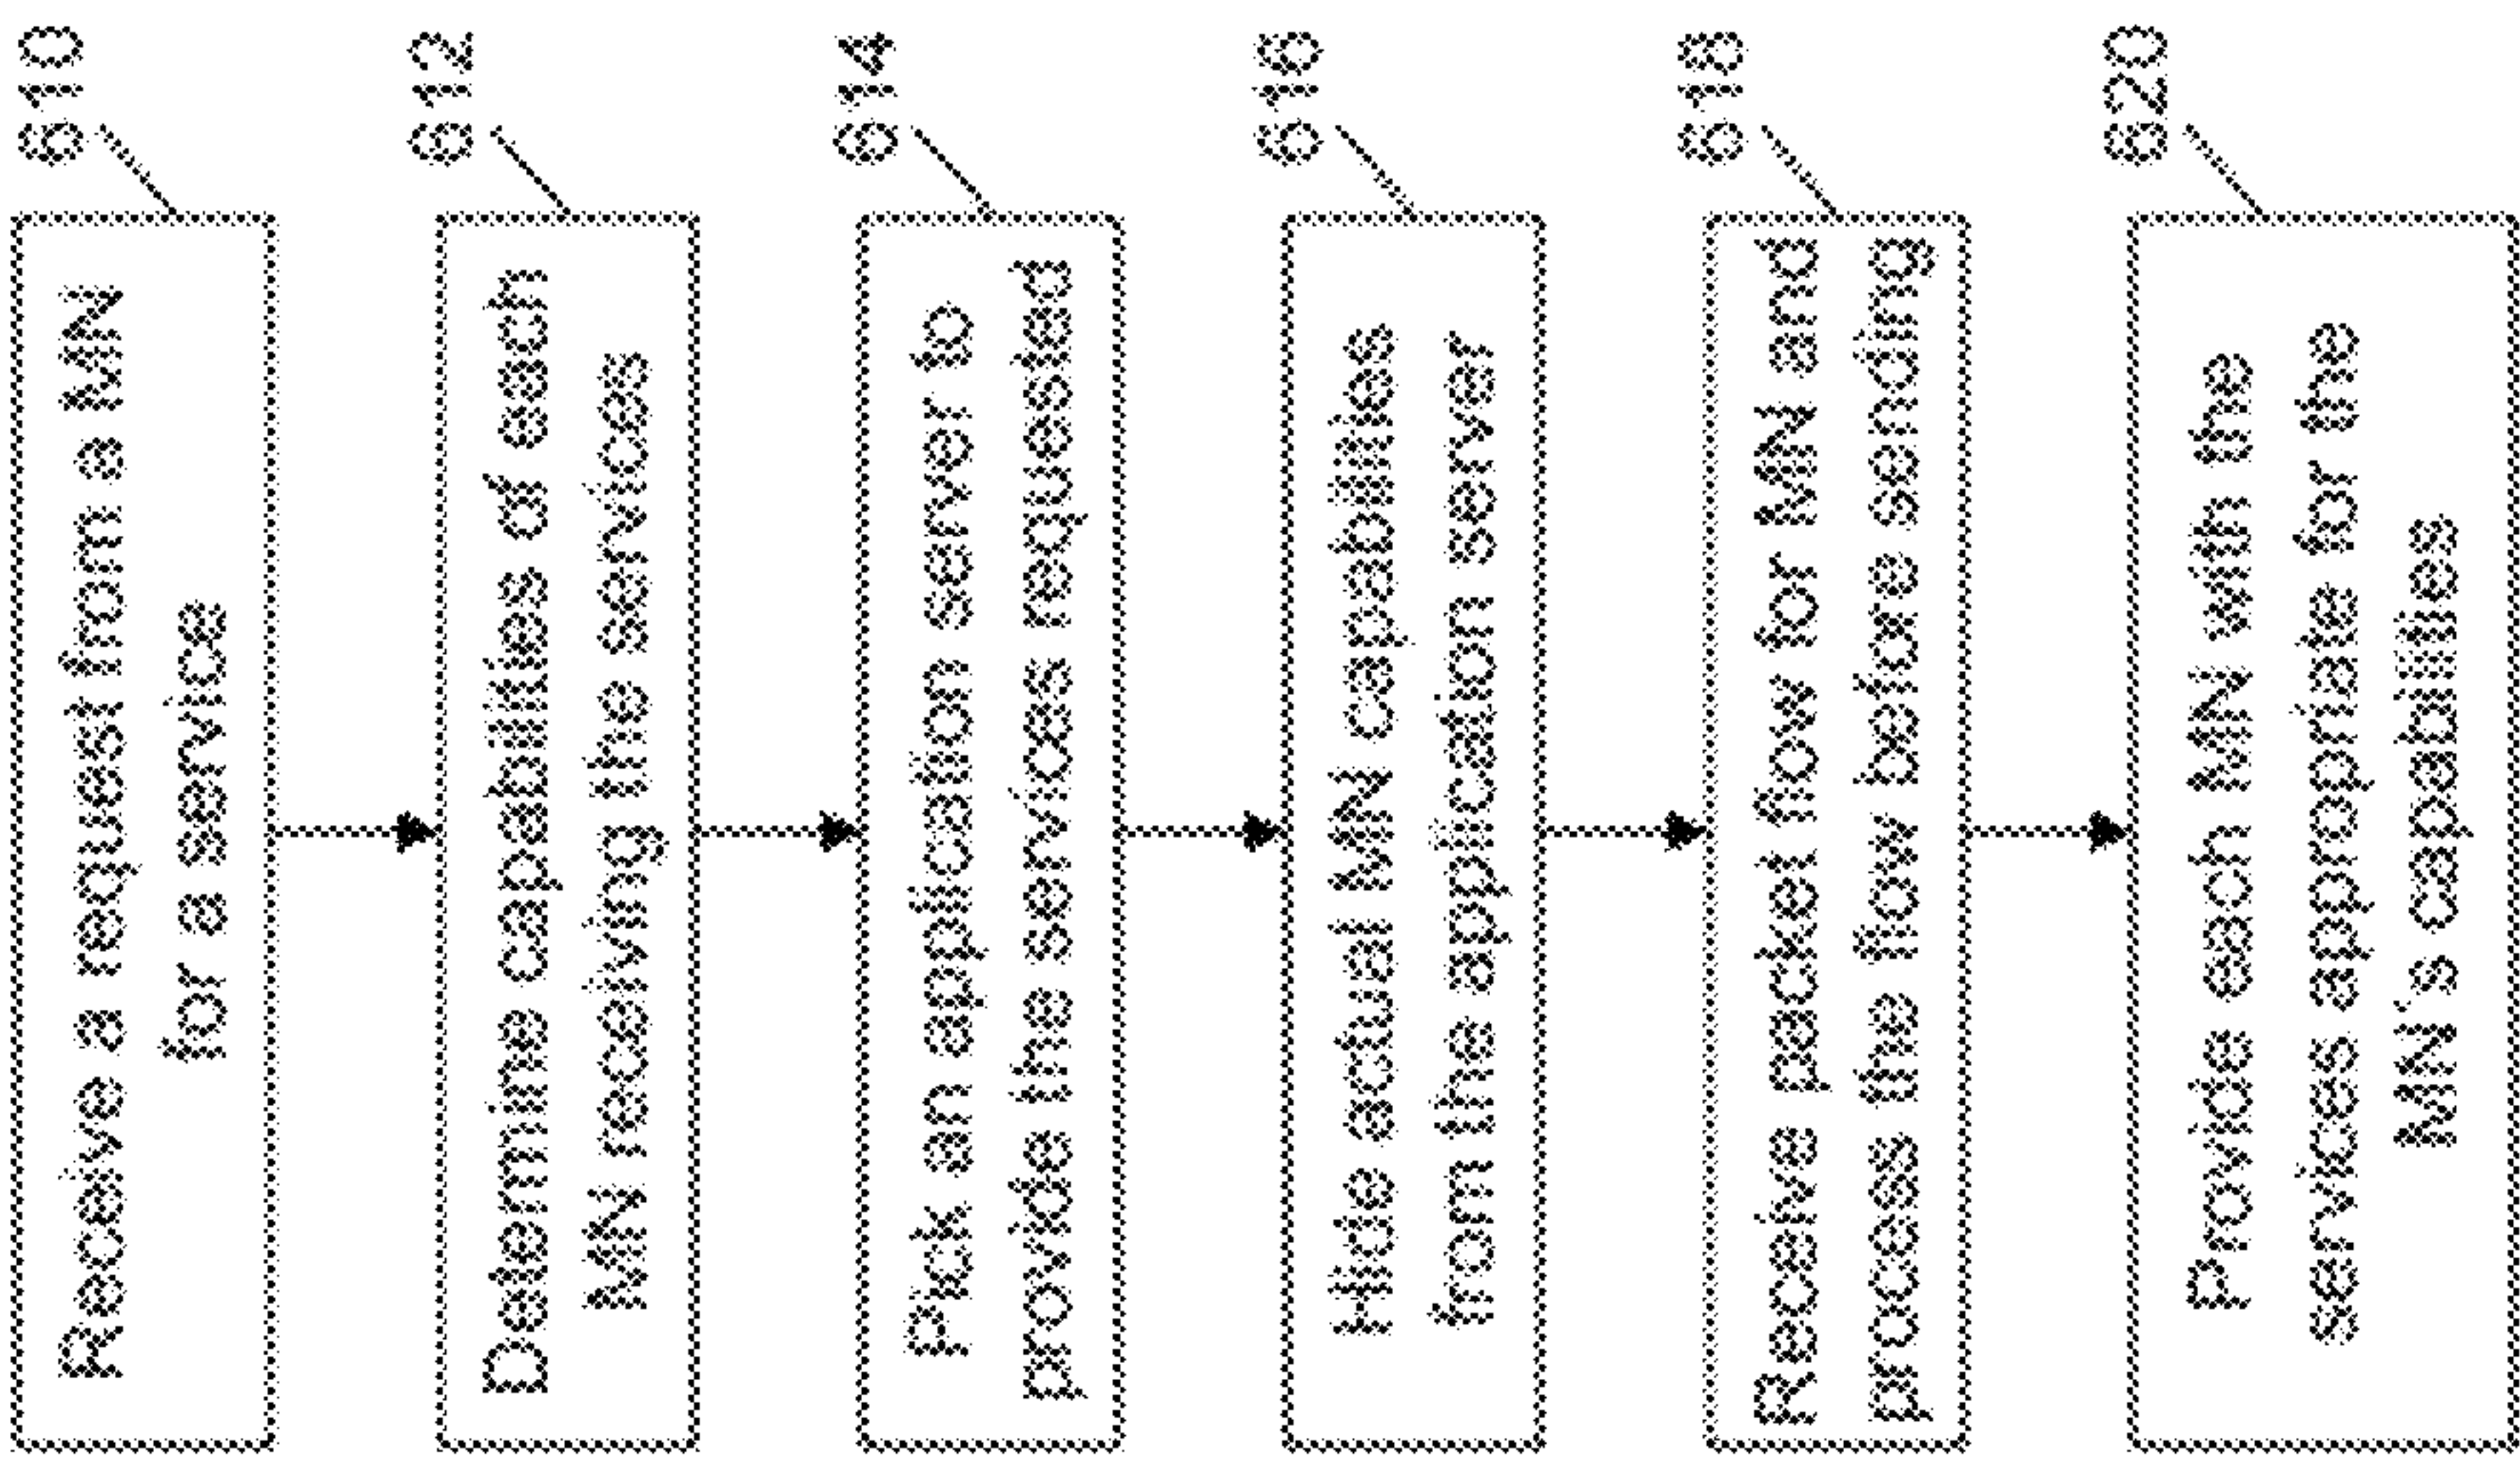 Receive a request from a MN
for a service
610
Determine capabilities of each
MN receiving the services
612
Pick an application server to
provide the services requested
614
Hide actual MN capabilities
from the application server
616
Receive packet flow for MN and
process the flow before sending
618
Provide each MN with the
services appropriate for the
MN's capabilities
620